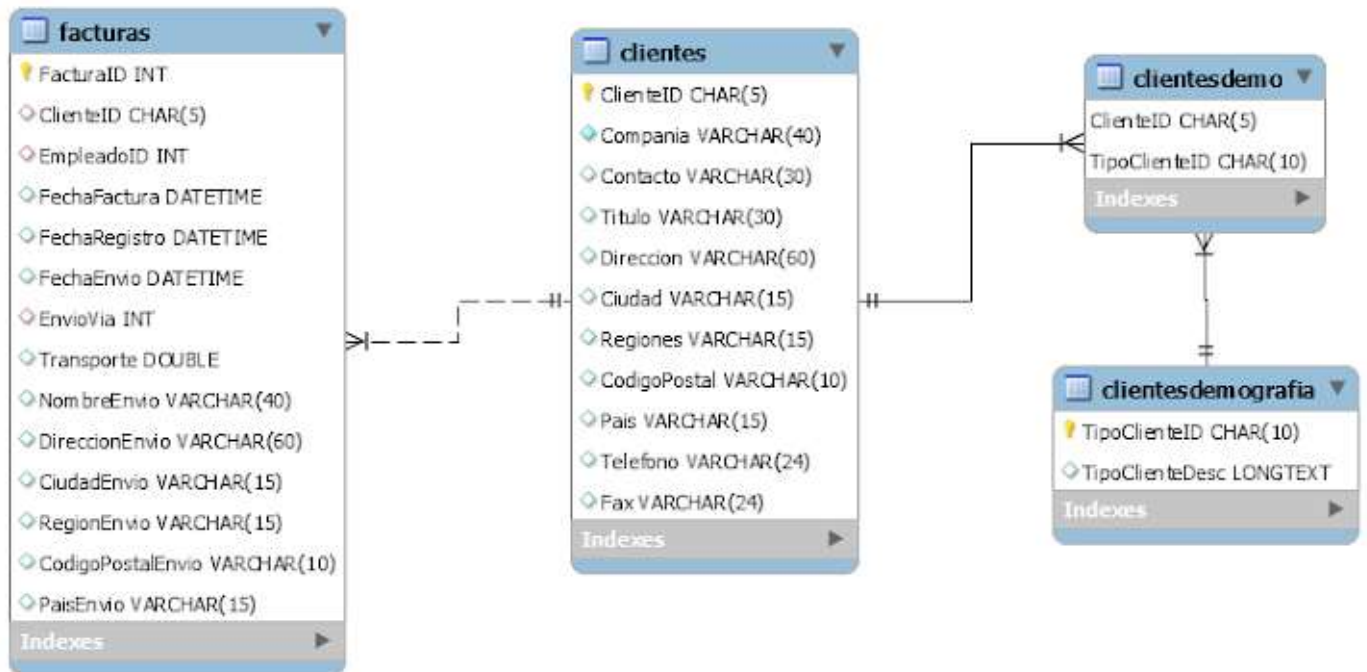 facturas
FacturaID INT
ClienteID CHAR(5)
EmpleadoID INT
FechaFactura DATETIME
FechaRegistro DATETIME
FechaEnvio DATETIME
EnvioVia INT
Transporte DOUBLE
NombreEnvio VARCHAR(40)
DireccionEnvio VARCHAR(60)
CiudadEnvio VARCHAR(15)
RegionEnvio VARCHAR(15)
CodigoPostalEnvio VARCHAR(10)
PaisEnvio VARCHAR(15)
Indexes
clientes
ClienteID CHAR(5)
Compania VARCHAR(40)
Contacto VARCHAR(30)
Titulo VARCHAR(30)
Direccion VARCHAR(60)
Ciudad VARCHAR(15)
Regiones VARCHAR(15)
CodigoPostal VARCHAR(10)
Pais VARCHAR(15)
Telefono VARCHAR(24)
Fax VARCHAR(24)
Indexes
clientesdemo
ClienteID CHAR(5)
TipoClienteID CHAR(10)
Indexes
clientesdemografia
TipoClienteID CHAR(10)
TipoClienteDesc LONGTEXT
Indexes